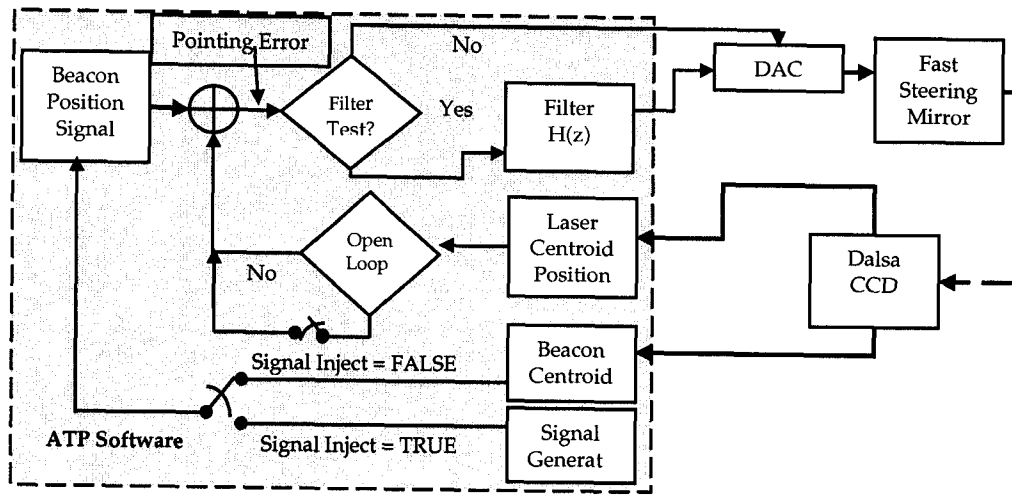 Pointing Error
No
Beacon
Position
Signal
Filter
Test?
Yes
Filter
H(z)
DAC
Fast
Steering
Mirror
Open
Loop
No
Laser
Centroid
Position
Dalsa
CCD
Signal Inject = FALSE
Beacon
Centroid
ATP Software
Signal Inject = TRUE
Signal
Generat